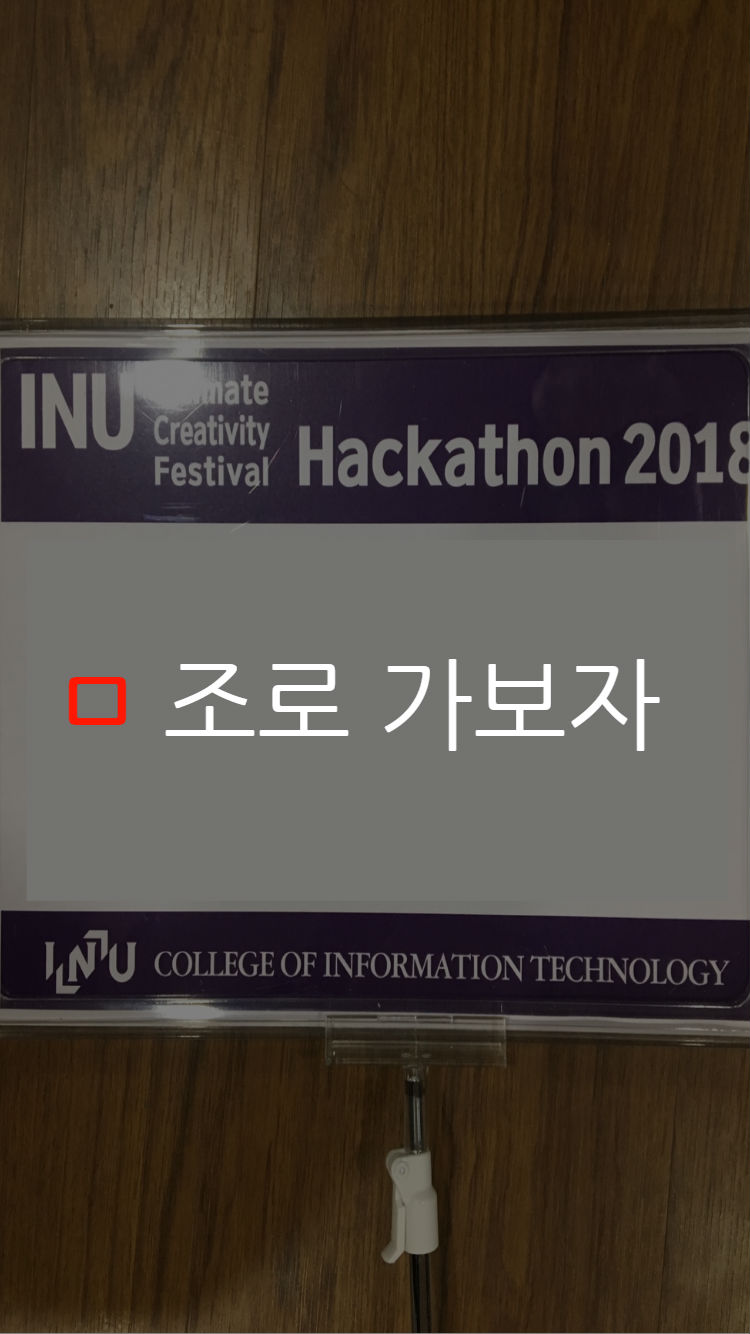 INU
Creativity
Festival
Hackathon 2018
ㅁ 조로 가보자
INU COLLEGE OF INFORMATION TECHNOLOGY